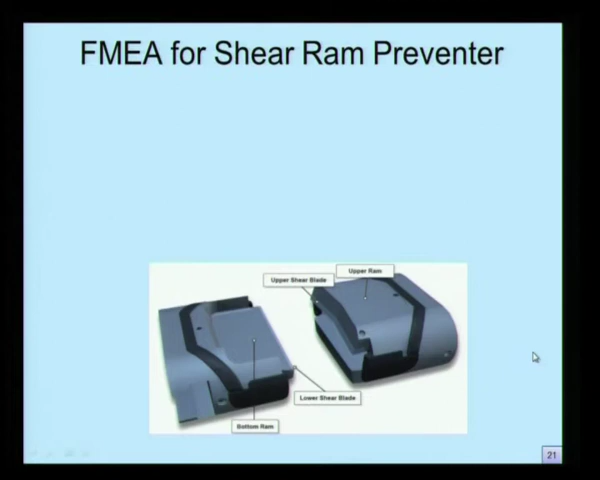 FMEA for Shear Ram Preventer
Upper Ram
Upper Shear Blade
Lower Shear Blade
Bottom Ram
21